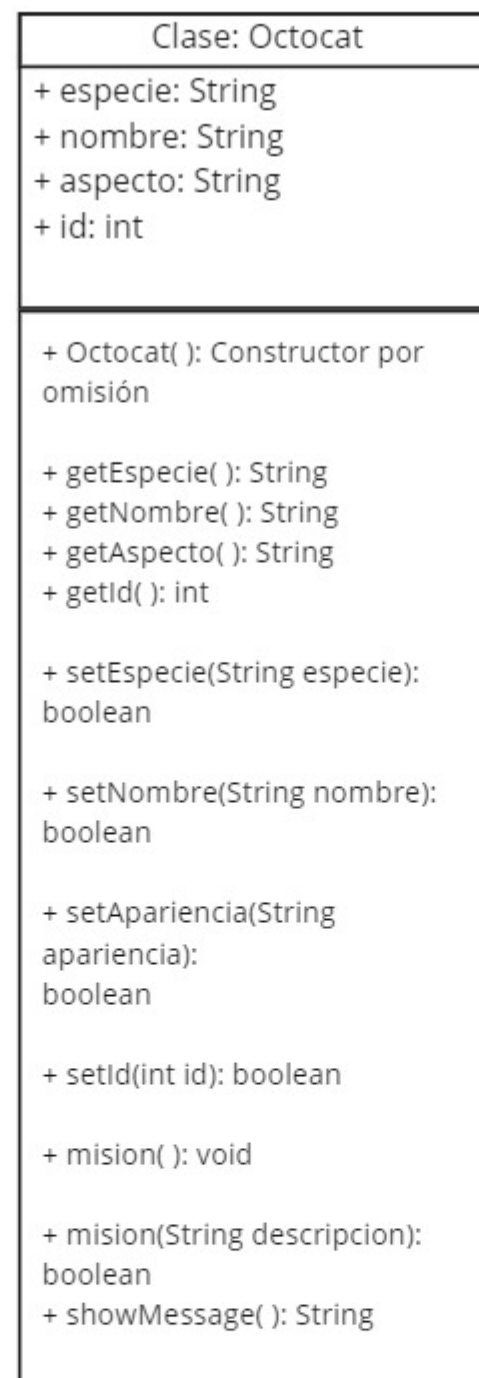 Clase: Octocat
+ especie: String
+ nombre: String
+ aspecto: String
+ id: int
+ Octocat( ): Constructor por
omisión
+ getEspecie( ): String
+ getNombre( ): String
+ getAspecto( ): String
+ getId( ): int
+ setEspecie(String especie):
boolean
+ setNombre(String nombre):
boolean
+ setApariencia(String
apariencia):
boolean
+ setId(int id): boolean
+ mision( ): void
+ mision(String descripcion):
boolean
+ showMessage( ): String